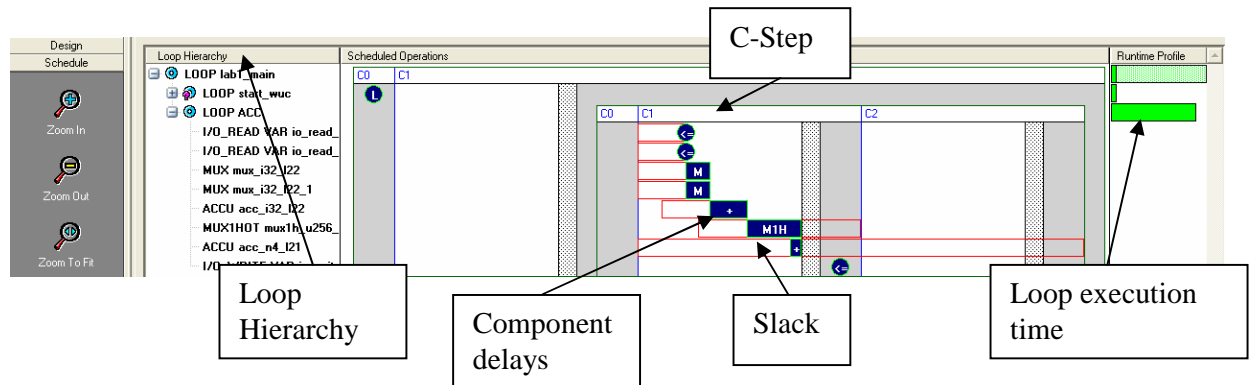 C-Step
Design
Schedule
Zoom In
Zoom Out
Zoom To Fit
Loop Hierarchy
Scheduled Operations
Runtime Profile
LOOP lab1_main
LOOP start_wuc
LOOP ACC
I/O_READ VAR io_read_
I/O_READ VAR io_read_
MUX mux_i32_l22
MUX mux_i32_l22_1
ACCU acc_i32_l22
MUX1HOT mux1h_u256_
ACCU acc_n4_l21
C0 C1
L
C0 C1 C2
<=
<=
M
M
+
M1H
+
<=
Loop
Hierarchy
Component
delays
Slack
Loop execution
time